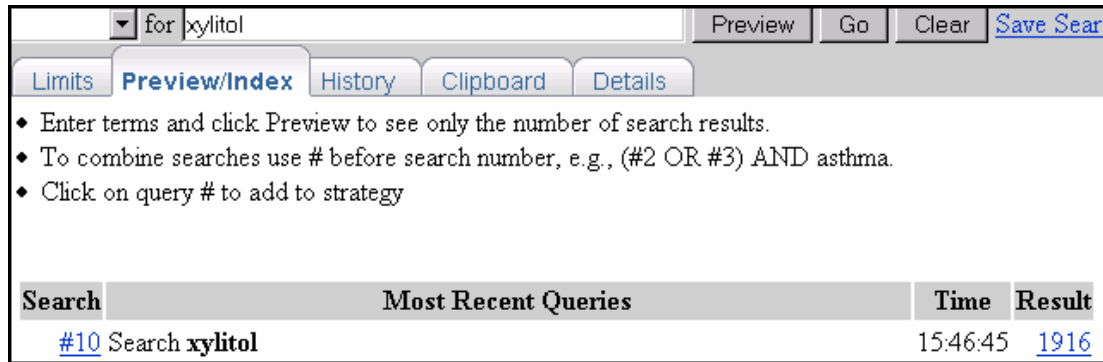 for xylitol Preview Go Clear Save Sear
Limits Preview/Index History Clipboard Details
• Enter terms and click Preview to see only the number of search results.
• To combine searches use # before search number, e.g., (#2 OR #3) AND asthma.
• Click on query # to add to strategy
Search Most Recent Queries Time Result
#10 Search xylitol 15:46:45 1916